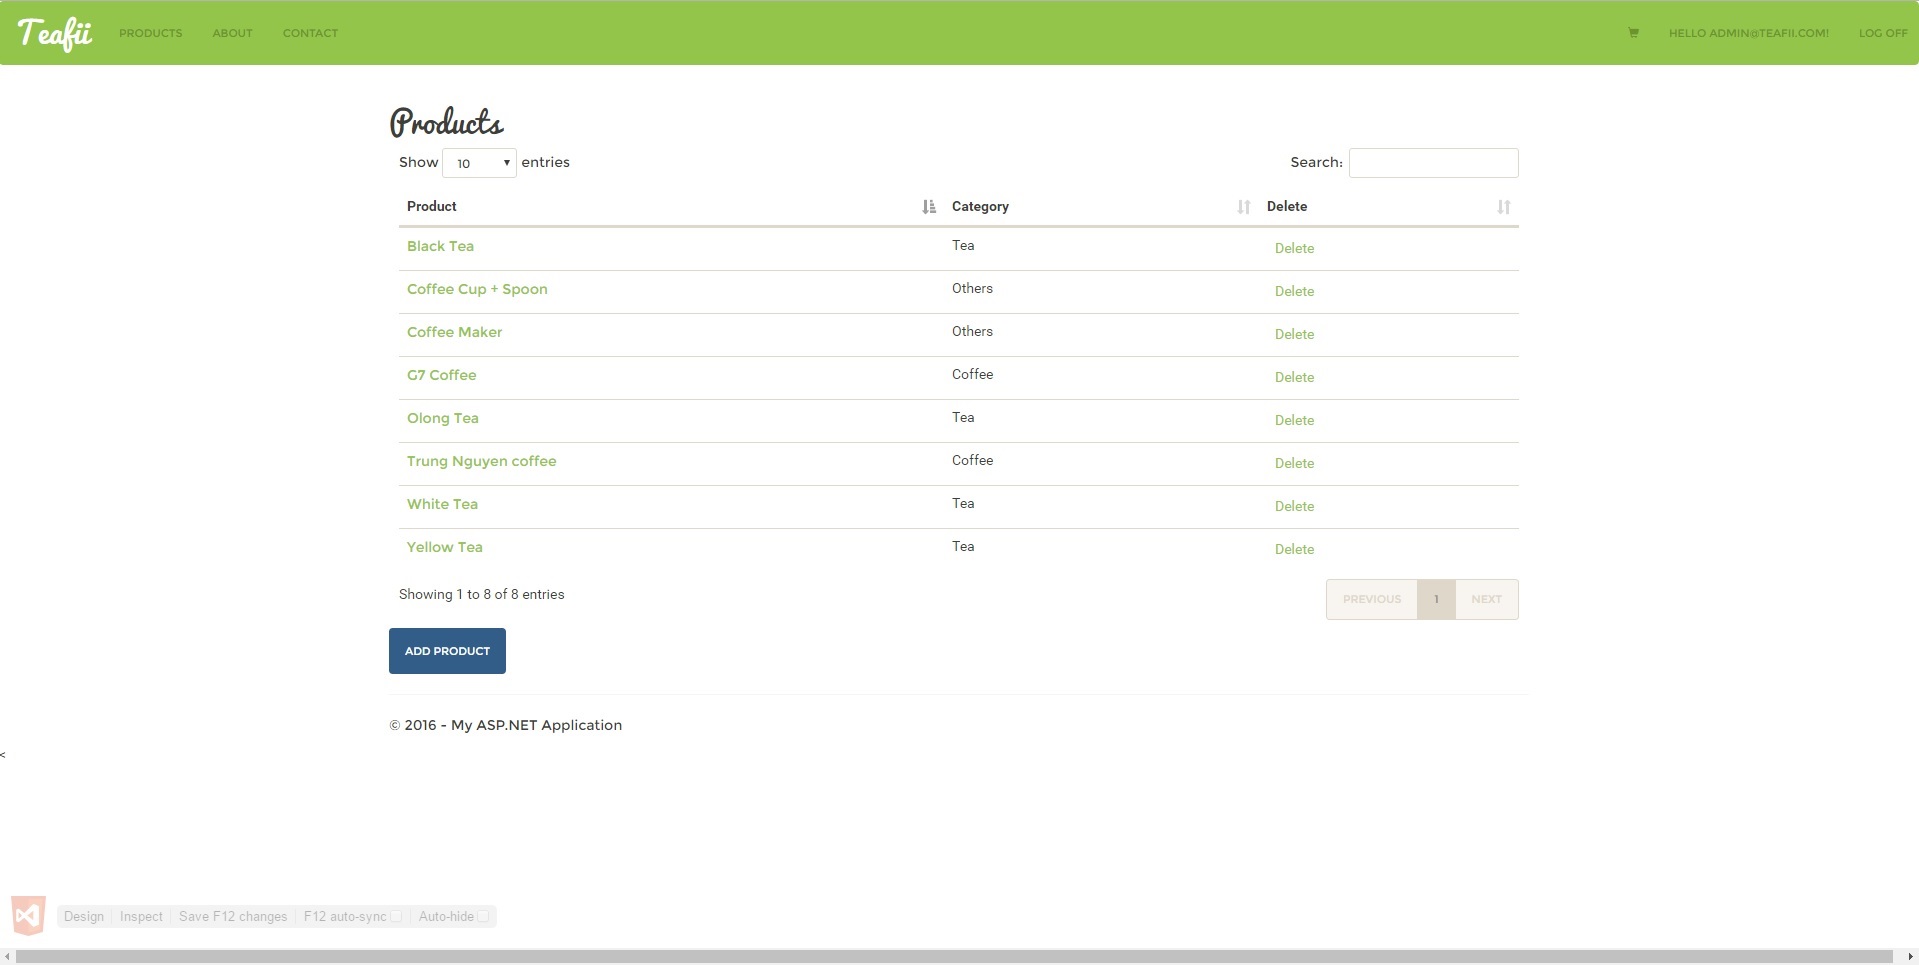 Teafii PRODUCTS ABOUT CONTACT HELLO ADMIN@TEAFII.COM! LOG OFF
Products
Show 10 entries Search:
Product Category Delete
Black Tea Tea Delete
Coffee Cup + Spoon Others Delete
Coffee Maker Others Delete
G7 Coffee Coffee Delete
Olong Tea Tea Delete
Trung Nguyen coffee Coffee Delete
White Tea Tea Delete
Yellow Tea Tea Delete
Showing 1 to 8 of 8 entries PREVIOUS 1 NEXT
ADD PRODUCT
© 2016 - My ASP.NET Application
<
Design Inspect Save F12 changes F12 auto-sync Auto-hide